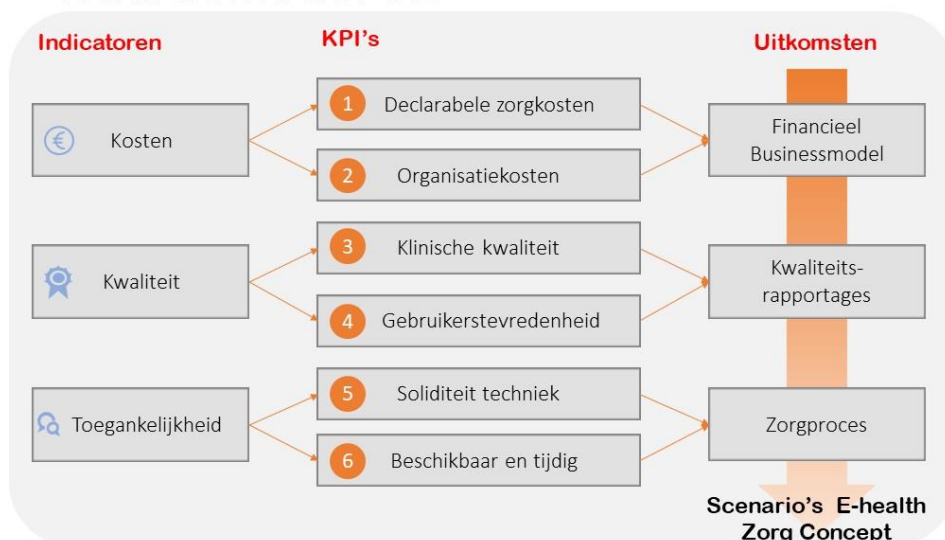 Indicatoren
KPI's
Uitkomsten
Kosten
1 Declarabele zorgkosten
2 Organisatiekosten
Financieel
Businessmodel
Kwaliteit
3 Klinische kwaliteit
4 Gebruikerstevredenheid
Kwaliteits-
rapportages
Toegankelijkheid
5 Soliditeit techniek
6 Beschikbaar en tijdig
Zorgproces
Scenario's E-health
Zorg Concept